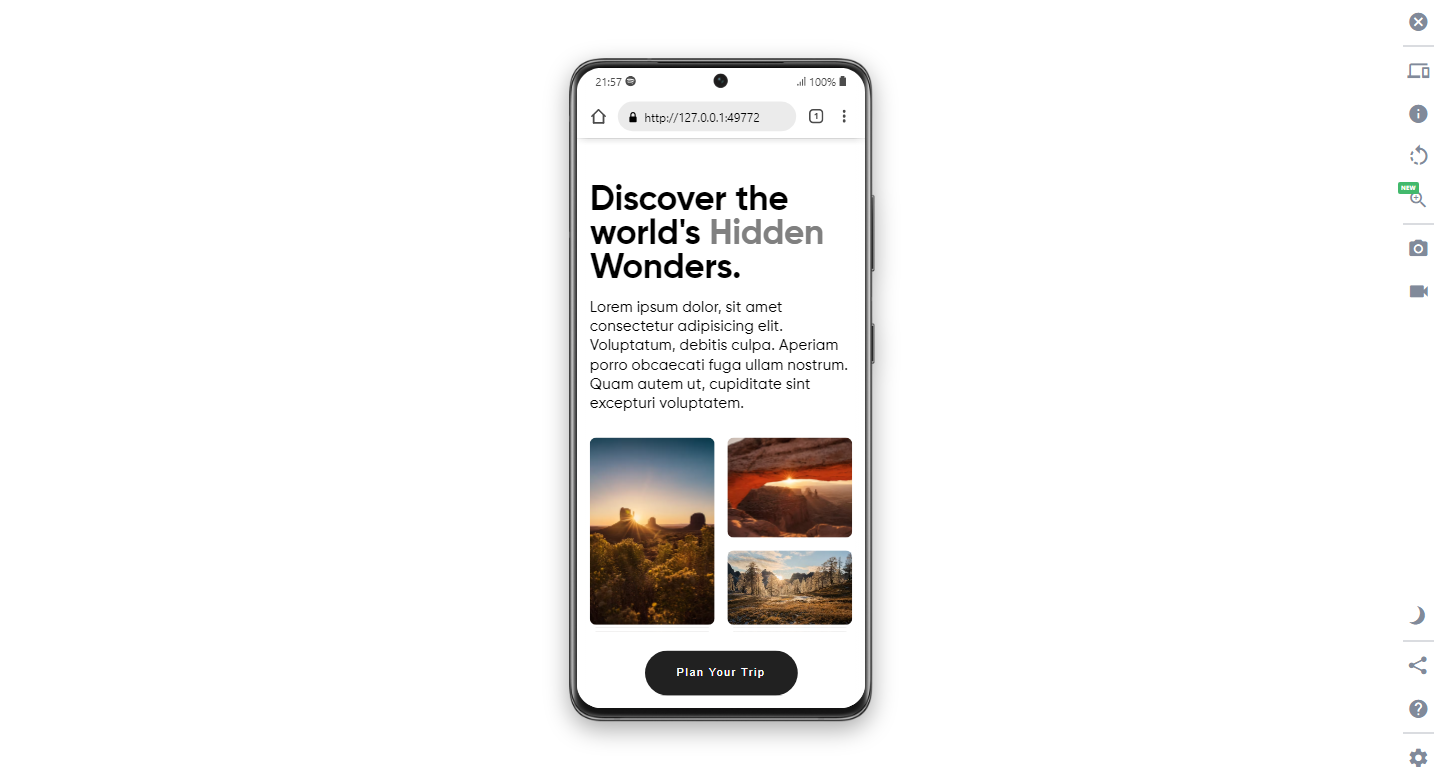 21:57
100%
http://127.0.0.1:49772
1
NEW
Discover the
world's Hidden
Wonders.
Lorem ipsum dolor, sit amet
consectetur adipisicing elit.
Voluptatum, debitis culpa. Aperiam
porro obcaecati fuga ullam nostrum.
Quam autem ut, cupiditate sint
excepturi voluptatem.
Plan Your Trip